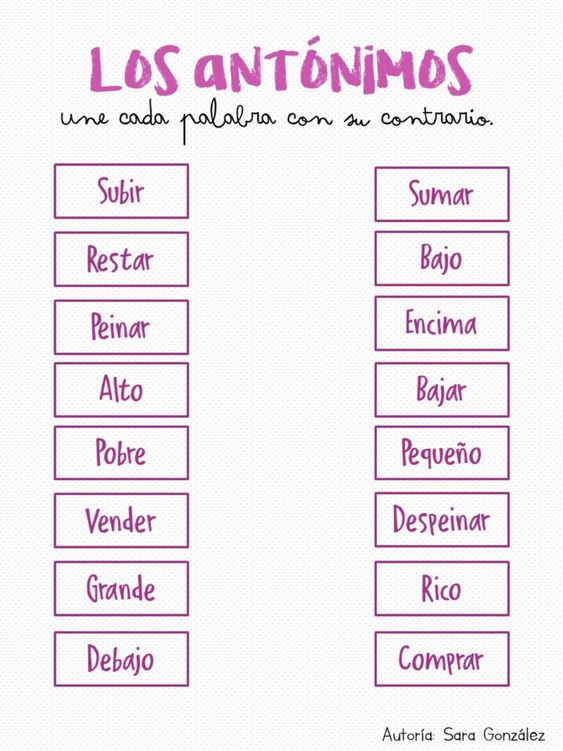 LOS ANTÓNIMOS
une cada palabra con su contrario.
Subir Sumar
Restar Bajo
Peinar Encima
Alto Bajar
Pobre Pequeño
Vender Despeinar
Grande Rico
Debajo Comprar
Autoría: Sara González